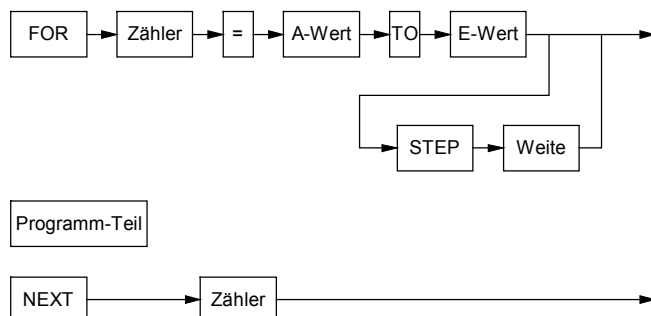 FOR Zähler = A-Wert TO E-Wert
STEP Weite
Programm-Teil
NEXT Zähler